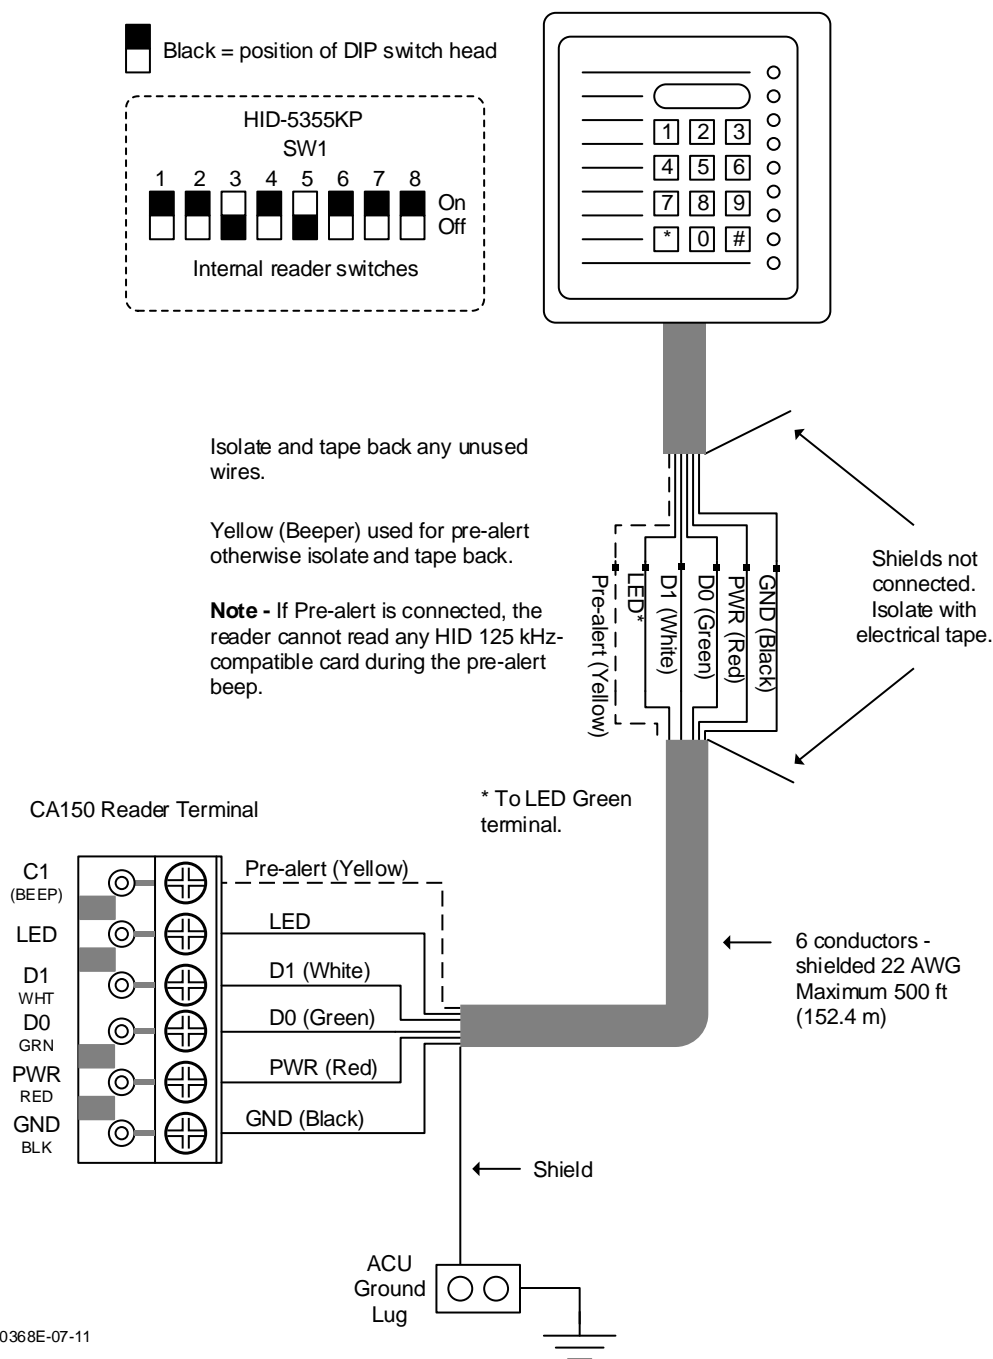 Black = position of DIP switch head
HID-5355KP
SW1
1 2 3 4 5 6 7 8
On
Off
Internal reader switches
1 2 3
4 5 6
7 8 9
* 0 #
Isolate and tape back any unused
wires.
Yellow (Beeper) used for pre-alert
otherwise isolate and tape back.
Note - If Pre-alert is connected, the
reader cannot read any HID 125 kHz-
compatible card during the pre-alert
beep.
Pre-alert (Yellow)
LED*
D1 (White)
D0 (Green)
PWR (Red)
GND (Black)
Shields not
connected.
Isolate with
electrical tape.
* To LED Green
terminal.
CA150 Reader Terminal
C1
(BEEP)
LED
D1
WHT
D0
GRN
PWR
RED
GND
BLK
Pre-alert (Yellow)
LED
D1 (White)
D0 (Green)
PWR (Red)
GND (Black)
6 conductors -
shielded 22 AWG
Maximum 500 ft
(152.4 m)
Shield
ACU
Ground
Lug
0368E-07-11